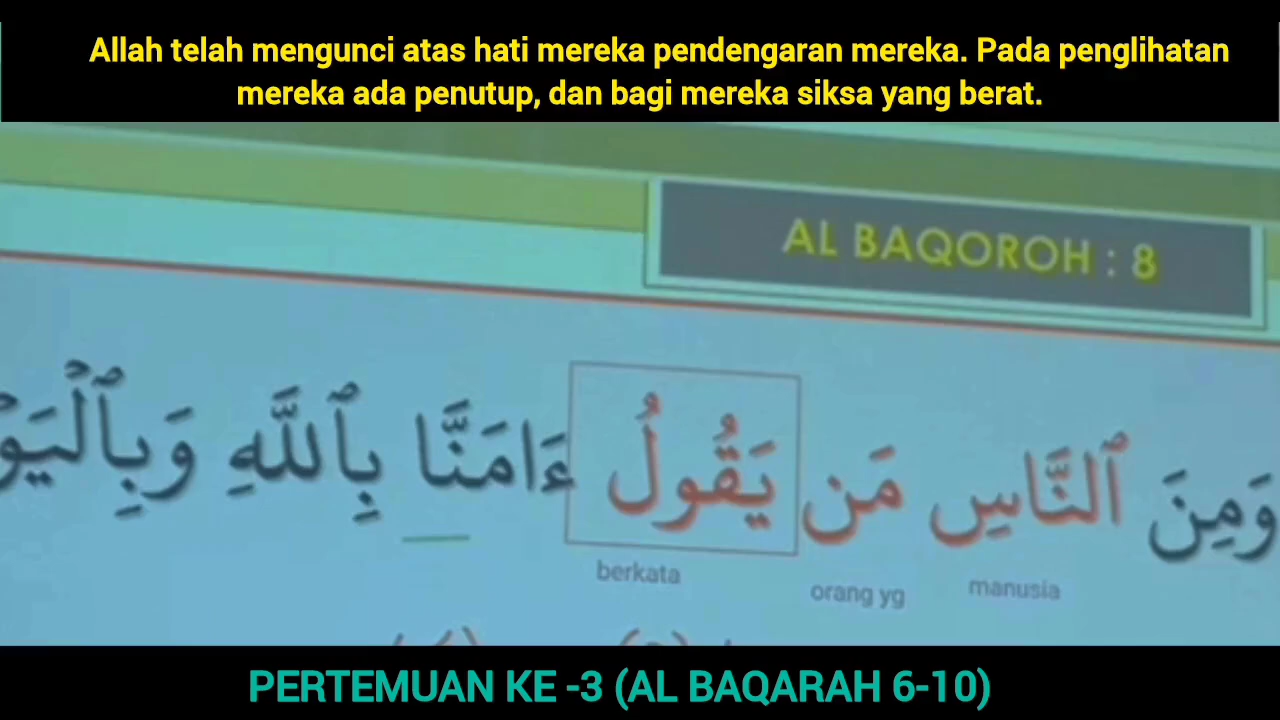 Allah telah mengunci atas hati mereka pendengaran mereka. Pada penglihatan
mereka ada penutup, dan bagi mereka siksa yang berat.
AL BAQOROH : 8
وَمِنَ ٱلنَّاسِ مَن يَقُولُ ءَامَنَّا بِٱللَّهِ
berkata
orang yg
manusia
PERTEMUAN KE -3 (AL BAQARAH 6-10)